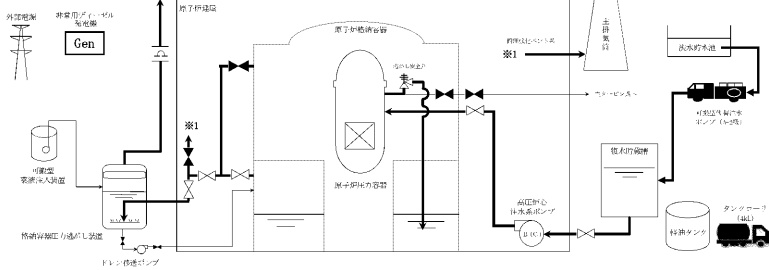 外部電源
非常用ディーゼル
発電機
Gen
原子炉建屋
原子炉格納容器
逃がし安全弁
※1
主
排
気
筒
淡水貯水池
主タービン系へ
可搬型代替注水
※1
可搬型
薬液注入装置
原子炉圧力容器
復水貯蔵槽
高圧炉心
注水系ポンプ
B (C)
軽油タンク
タンクローリ
(4kL)
格納容器圧力逃がし装置
ドレン移送ポンプ